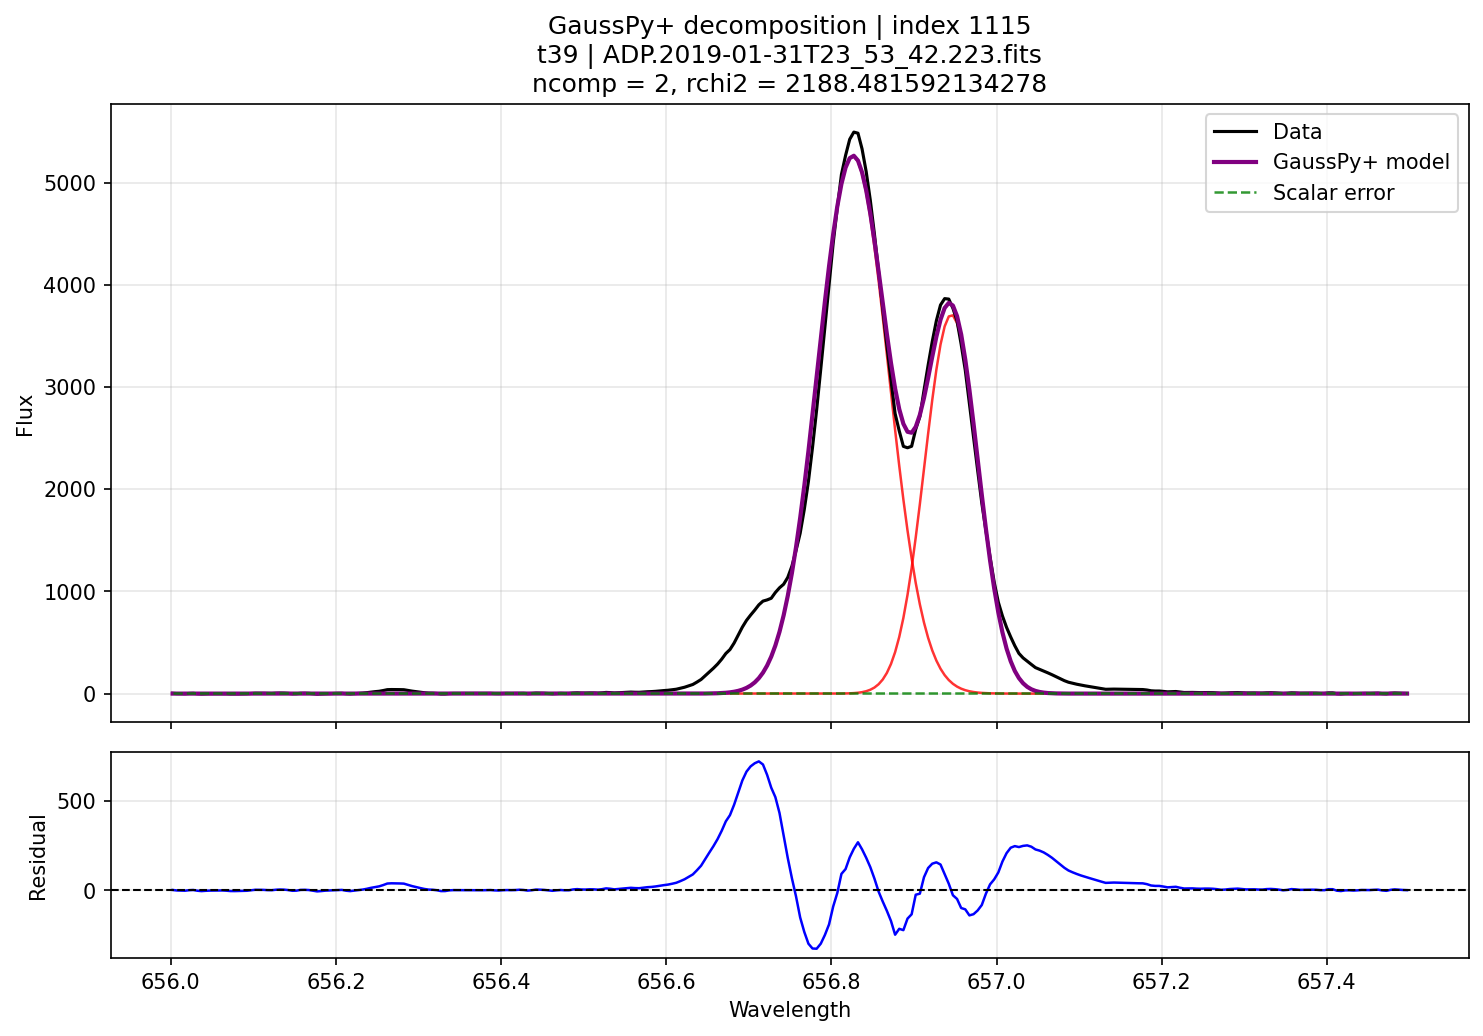 GaussPy+ decomposition | index 1115
t39 | ADP.2019-01-31T23_53_42.223.fits
ncomp = 2, rchi2 = 2188.481592134278
Data
GaussPy+ model
Scalar error
5000
4000
3000
2000
1000
0
Flux
500
0
Residual
656.0 656.2 656.4 656.6 656.8 657.0 657.2 657.4
Wavelength